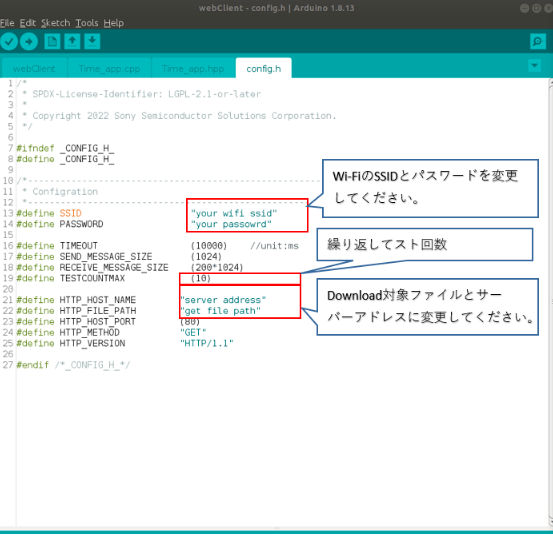 webClient - config.h | Arduino 1.8.13
File Edit Sketch Tools Help
webClient Time_app.cpp Time_app.hpp config.h
1 /*
2 * SPDX-License-Identifier: LGPL-2.1-or-later
3 *
4 * Copyright 2022 Sony Semiconductor Solutions Corporation.
5 */
6
7 #ifndef _CONFIG_H_
8 #define _CONFIG_H_
9
10 /*----------------------------------------------------
11 * Configration
12 *----------------------------------------------------
13 #define SSID "your wifi ssid"
14 #define PASSWORD "your passowrd"
15
16 #define TIMEOUT (10000) //unit:ms
17 #define SEND_MESSAGE_SIZE (1024)
18 #define RECEIVE_MESSAGE_SIZE (200*1024)
19 #define TESTCOUNTMAX (10)
20
21 #define HTTP_HOST_NAME "server address"
22 #define HTTP_FILE_PATH "get file path"
23 #define HTTP_HOST_PORT (80)
24 #define HTTP_METHOD "GET"
25 #define HTTP_VERSION "HTTP/1.1"
26
27 #endif /*_CONFIG_H_*/
Wi-FiのSSIDとパスワードを変更
してください。
繰り返してスト回数
Download対象ファイルとサー
バーアドレスに変更してください。